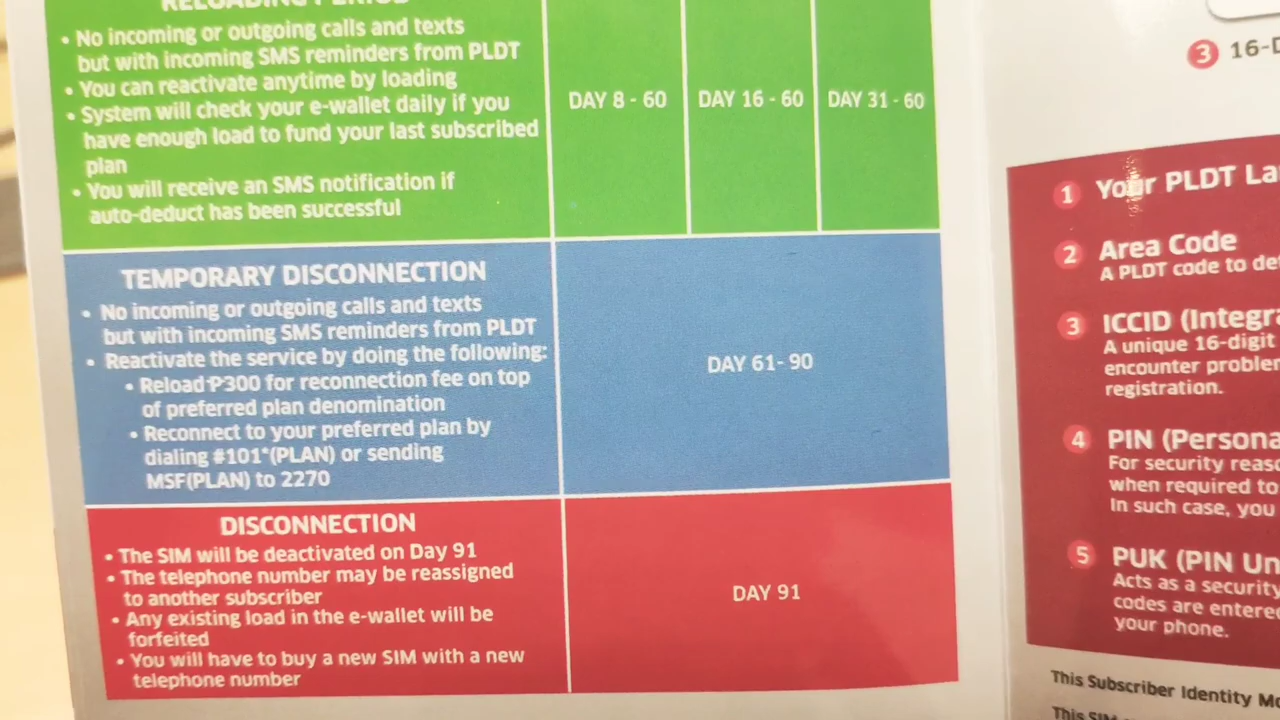 RELOADING PERIOD
• No incoming or outgoing calls and texts
but with incoming SMS reminders from PLDT
• You can reactivate anytime by loading
• System will check your e-wallet daily if you
have enough load to fund your last subscribed
plan
• You will receive an SMS notification if
auto-deduct has been successful
DAY 8 - 60
DAY 16 - 60
DAY 31 - 60
TEMPORARY DISCONNECTION
• No incoming or outgoing calls and texts
but with incoming SMS reminders from PLDT
• Reactivate the service by doing the following:
• Reload ₱300 for reconnection fee on top
of preferred plan denomination
• Reconnect to your preferred plan by
dialing #101*(PLAN) or sending
MSF(PLAN) to 2270
DAY 61- 90
DISCONNECTION
• The SIM will be deactivated on Day 91
• The telephone number may be reassigned
to another subscriber
• Any existing load in the e-wallet will be
forfeited
• You will have to buy a new SIM with a new
telephone number
DAY 91
3 16-D
1 Your PLDT La
2 Area Code
A PLDT code to de
3 ICCID (Integra
A unique 16-digit
encounter problem
registration.
4 PIN (Persona
For security reaso
when required to
In such case, you
5 PUK (PIN Un
Acts as a security
codes are entered
your phone.
This Subscriber Identity Mo
This SIM